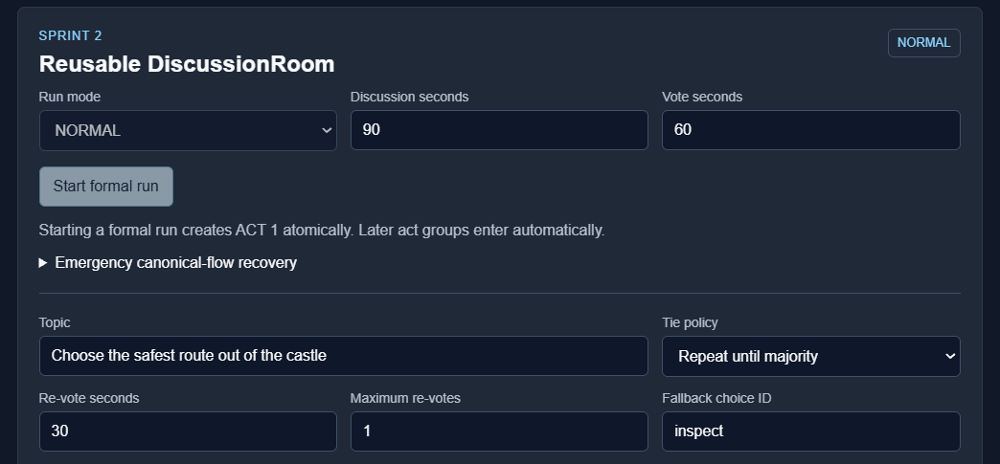 SPRINT 2
NORMAL
Reusable DiscussionRoom
Run mode
Discussion seconds
Vote seconds
NORMAL
90
60
Start formal run
Starting a formal run creates ACT 1 atomically. Later act groups enter automatically.
Emergency canonical-flow recovery
Topic
Tie policy
Choose the safest route out of the castle
Repeat until majority
Re-vote seconds
Maximum re-votes
Fallback choice ID
30
1
inspect